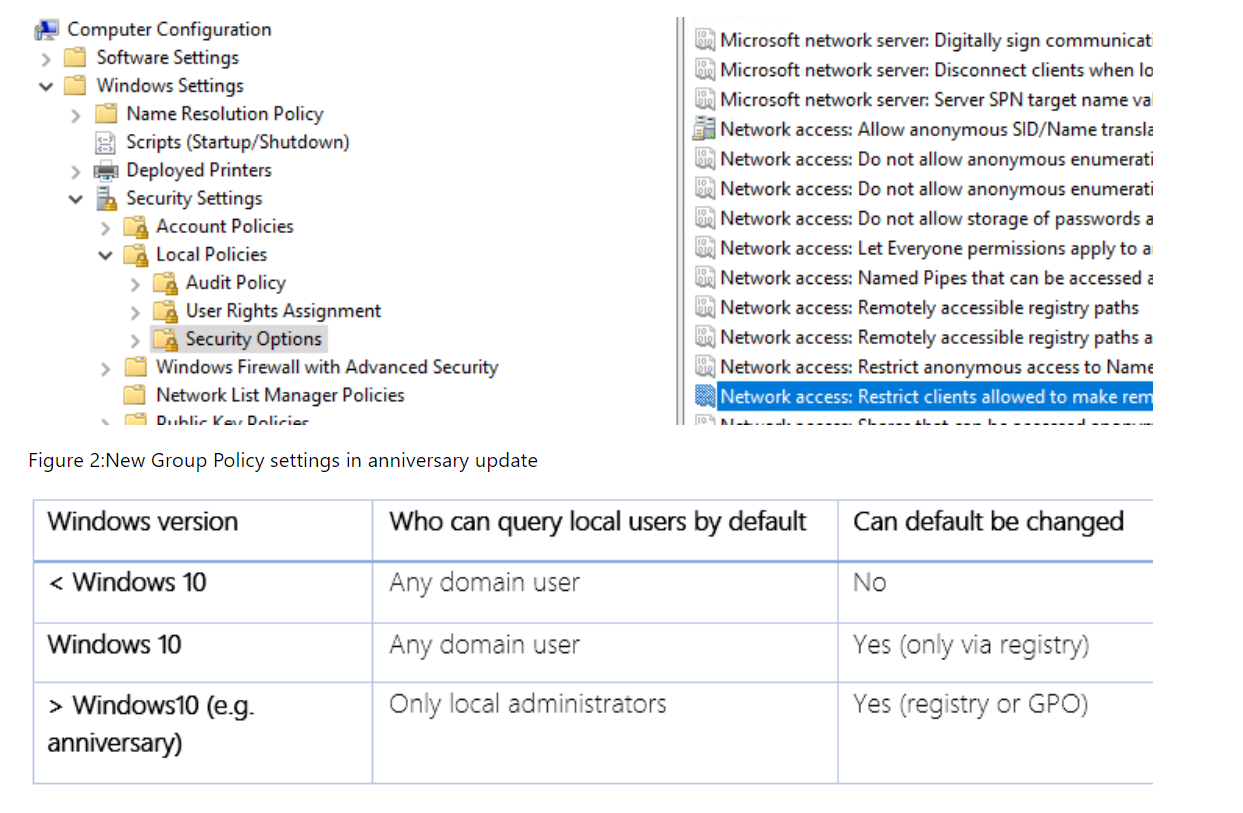 Computer Configuration
Software Settings
Windows Settings
Name Resolution Policy
Scripts (Startup/Shutdown)
Deployed Printers
Security Settings
Account Policies
Local Policies
Audit Policy
User Rights Assignment
Security Options
Windows Firewall with Advanced Security
Network List Manager Policies
Public Key Policies
Microsoft network server: Digitally sign communicati
Microsoft network server: Disconnect clients when lo
Microsoft network server: Server SPN target name val
Network access: Allow anonymous SID/Name transla
Network access: Do not allow anonymous enumerati
Network access: Do not allow anonymous enumerati
Network access: Do not allow storage of passwords a
Network access: Let Everyone permissions apply to a
Network access: Named Pipes that can be accessed a
Network access: Remotely accessible registry paths
Network access: Remotely accessible registry paths a
Network access: Restrict anonymous access to Name
Network access: Restrict clients allowed to make rem
Network access: Shares that can be accessed anonym
Figure 2:New Group Policy settings in anniversary update
Windows version Who can query local users by default Can default be changed
< Windows 10 Any domain user No
Windows 10 Any domain user Yes (only via registry)
> Windows10 (e.g. Only local administrators Yes (registry or GPO)
anniversary)